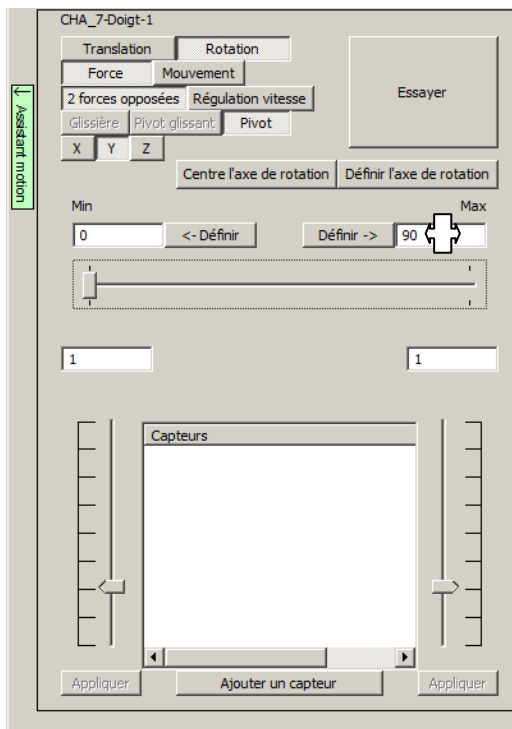 CHA_7-Doigt-1
Translation Rotation
Force Mouvement
2 forces opposées Régulation vitesse
Glissière Pivot glissant Pivot
X Y Z
Essayer
Assistant motion
Centre l'axe de rotation Définir l'axe de rotation
Min Max
0 <- Définir Définir -> 90
1 1
Capteurs
Appliquer Ajouter un capteur Appliquer